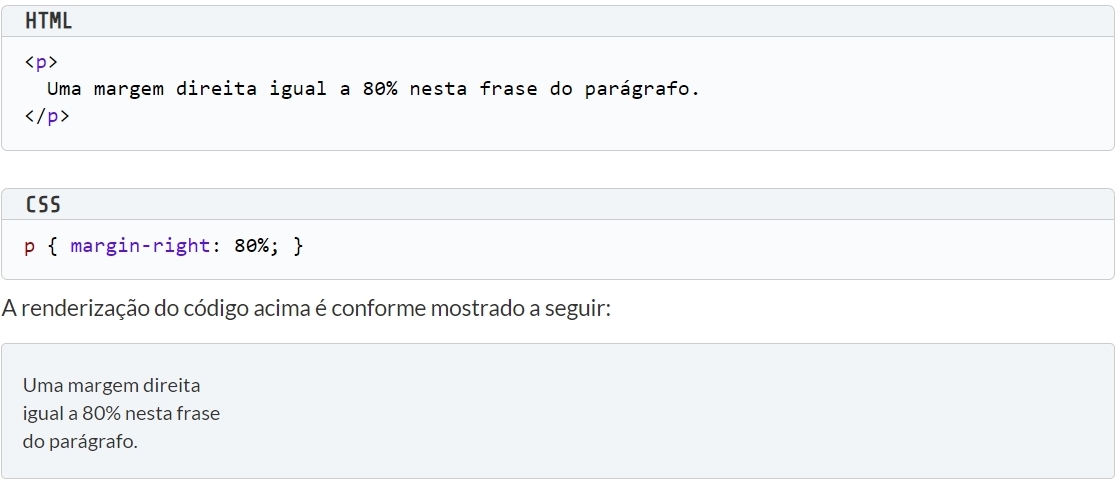 HTML
<p>
Uma margem direita igual a 80% nesta frase do parágrafo.
</p>
CSS
p { margin-right: 80%; }
A renderização do código acima é conforme mostrado a seguir:
Uma margem direita
igual a 80% nesta frase
do parágrafo.